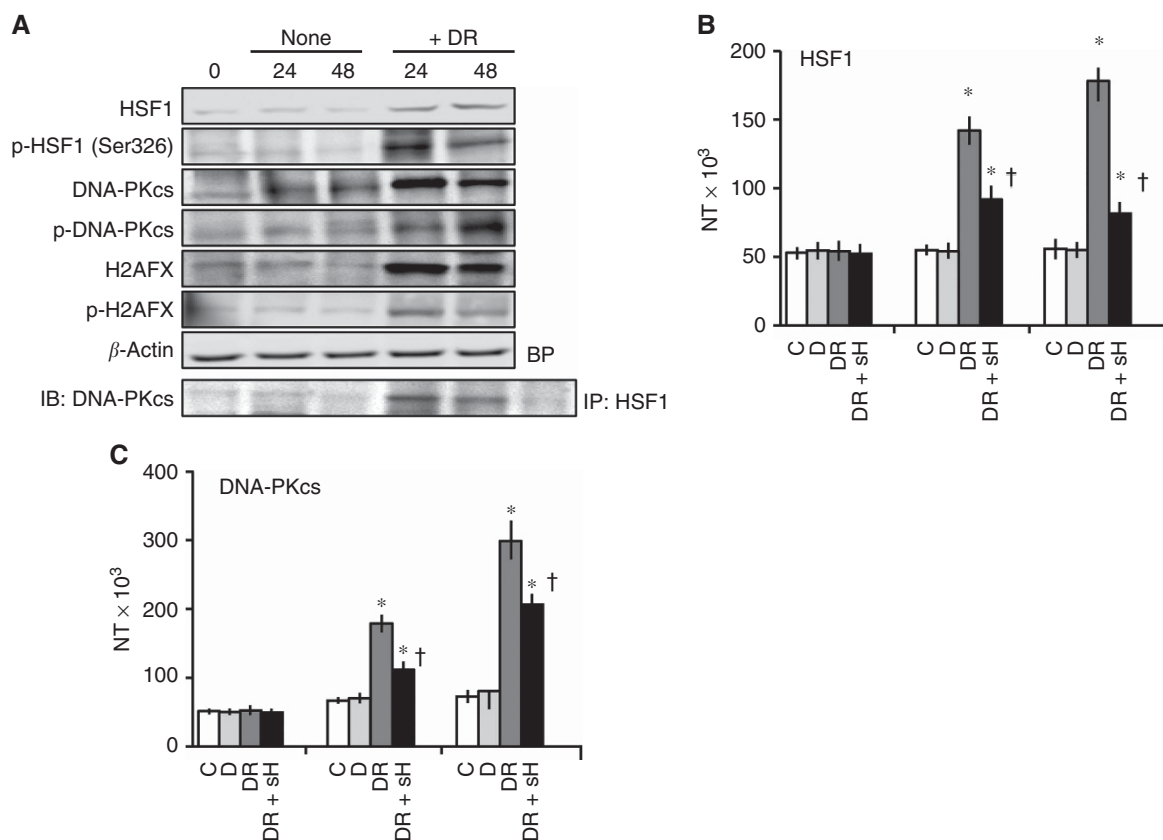 A
None + DR
0 24 48 24 48
HSF1
p-HSF1 (Ser326)
DNA-PKcs
p-DNA-PKcs
H2AFX
p-H2AFX
β-Actin
BP
IB: DNA-PKcs
IP: HSF1
B
HSF1
NT × 10³
200
150
100
50
0
* * † * * †
C D DR DR + sH C D DR DR + sH C D DR DR + sH
C
DNA-PKcs
NT × 10³
400
300
200
100
0
* * † * * †
C D DR DR + sH C D DR DR + sH C D DR DR + sH